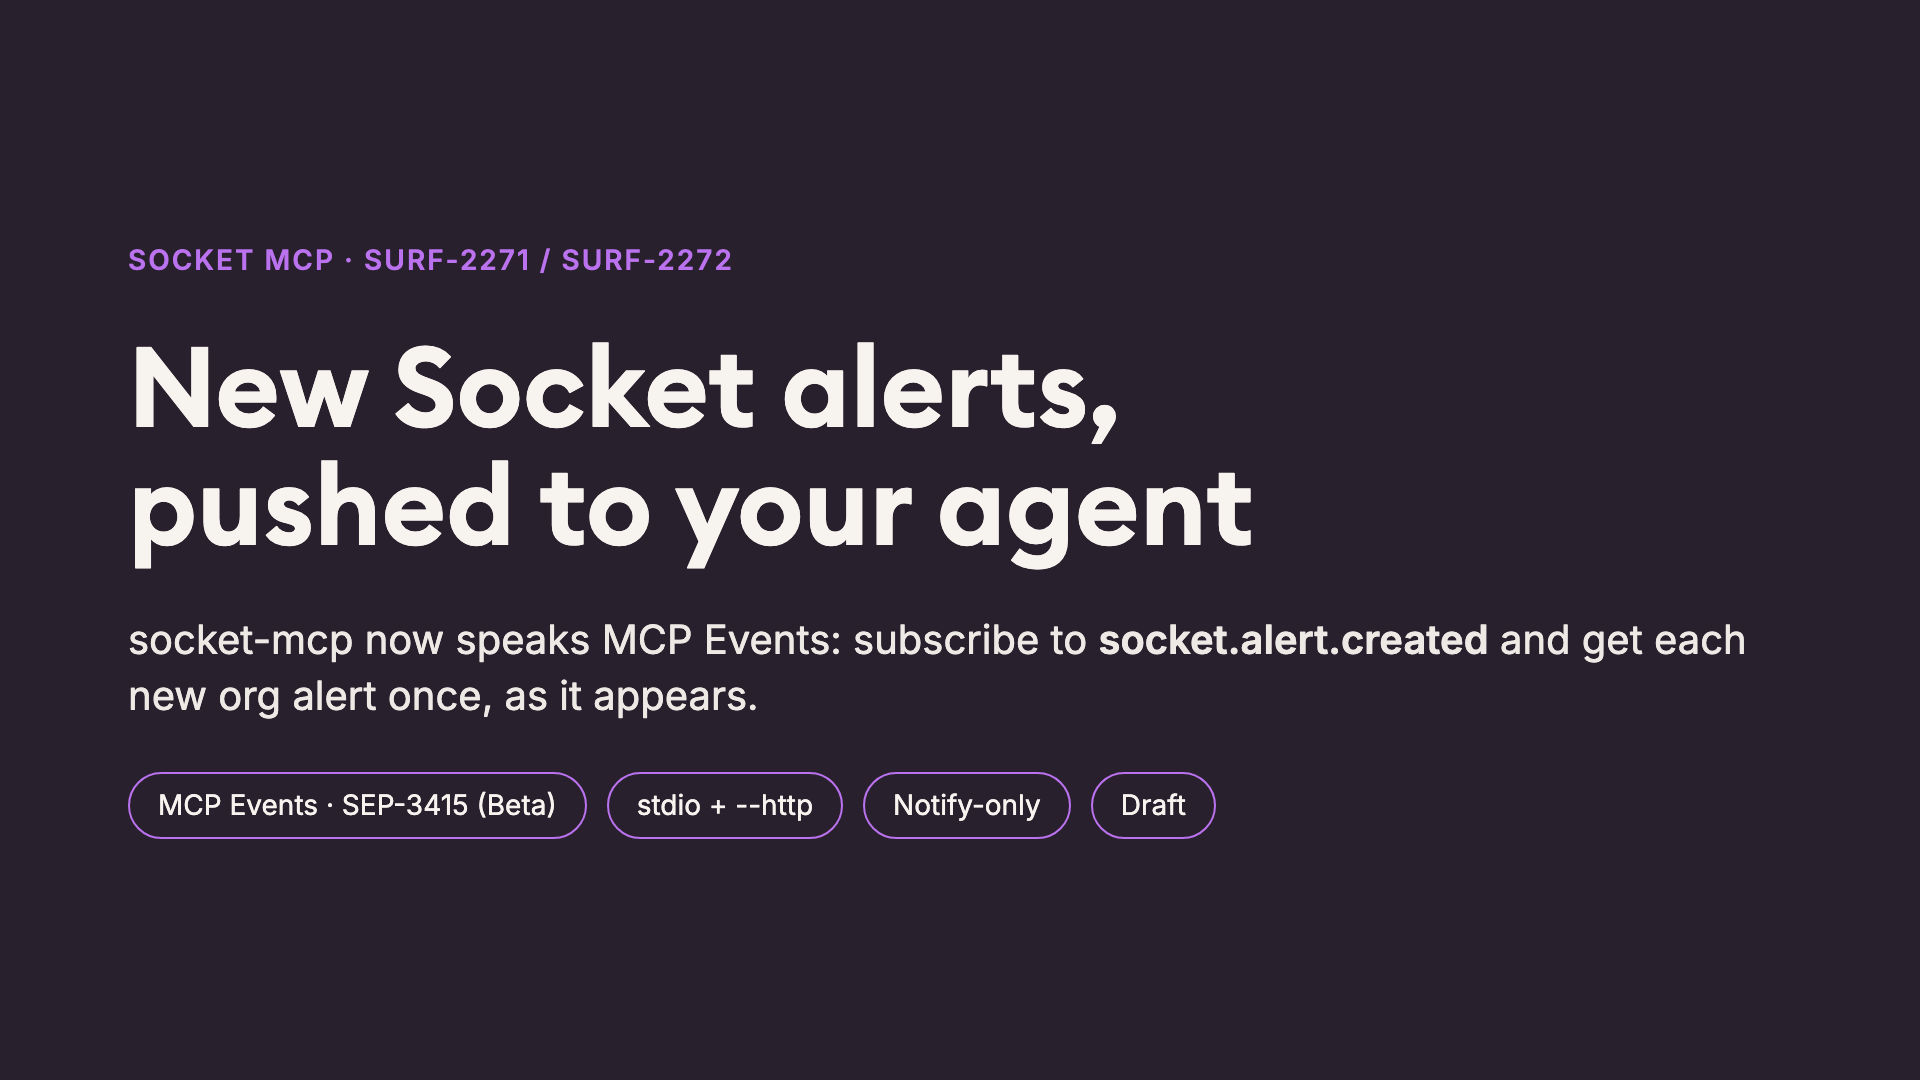 SOCKET MCP · SURF-2271 / SURF-2272
New Socket alerts,
pushed to your agent
socket-mcp now speaks MCP Events: subscribe to socket.alert.created and get each
new org alert once, as it appears.
MCP Events · SEP-3415 (Beta)
stdio + --http
Notify-only
Draft